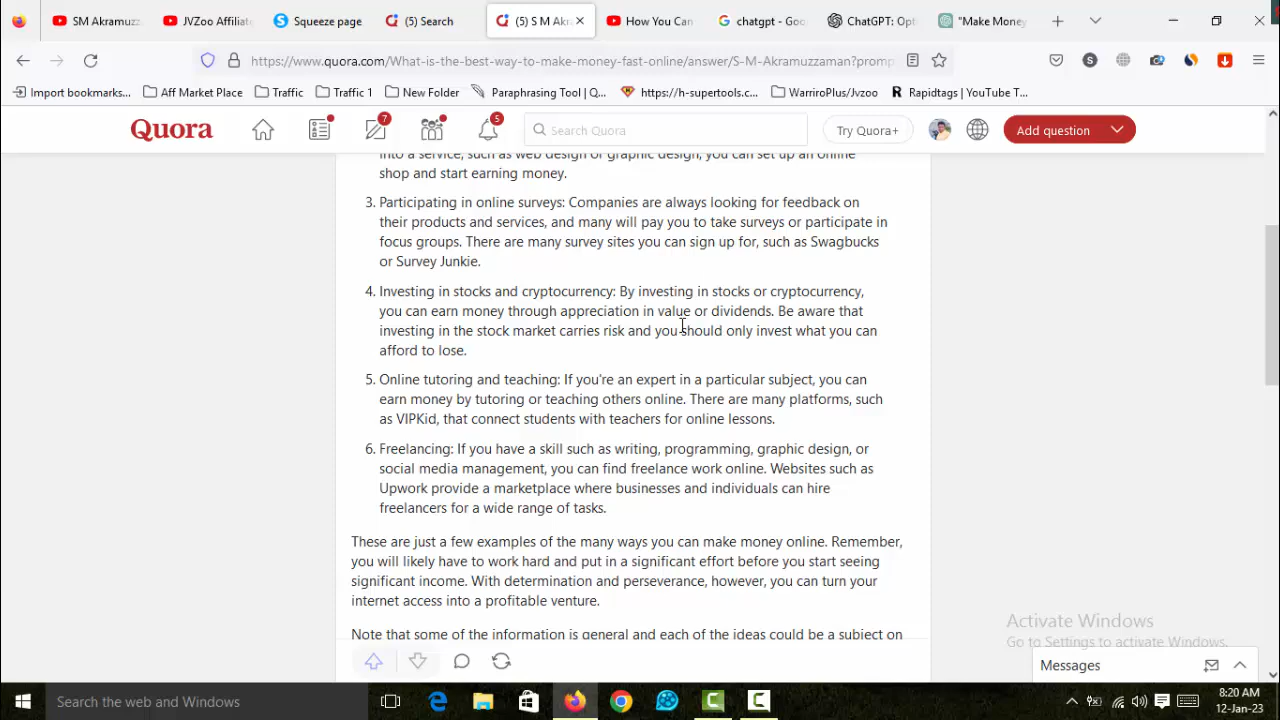 (5) SM Akramuz
JVZoo Affiliat
Squeeze page
(5) Search
(5) S M Akr
How You Can
chatgpt - Goo
ChatGPT: Opt
"Make Money
https://www.quora.com/What-is-the-best-way-to-make-money-fast-online/answer/S-M-Akramuzzaman?promp
Import bookmarks...
Aff Market Place
Traffic
Traffic 1
New Folder
Paraphrasing Tool | Q...
https://h-supertools.c...
WarriroPlus/Jvzoo
Rapidtags | YouTube T...
Quora
7
5
Search Quora
Try Quora+
Add question
into a service, such as web design or graphic design, you can set up an online
shop and start earning money.
3. Participating in online surveys: Companies are always looking for feedback on
their products and services, and many will pay you to take surveys or participate in
focus groups. There are many survey sites you can sign up for, such as Swagbucks
or Survey Junkie.
4. Investing in stocks and cryptocurrency: By investing in stocks or cryptocurrency,
you can earn money through appreciation in value or dividends. Be aware that
investing in the stock market carries risk and you should only invest what you can
afford to lose.
5. Online tutoring and teaching: If you're an expert in a particular subject, you can
earn money by tutoring or teaching others online. There are many platforms, such
as VIPKid, that connect students with teachers for online lessons.
6. Freelancing: If you have a skill such as writing, programming, graphic design, or
social media management, you can find freelance work online. Websites such as
Upwork provide a marketplace where businesses and individuals can hire
freelancers for a wide range of tasks.
These are just a few examples of the many ways you can make money online. Remember,
you will likely have to work hard and put in a significant effort before you start seeing
significant income. With determination and perseverance, however, you can turn your
internet access into a profitable venture.
Note that some of the information is general and each of the ideas could be a subject on
Activate Windows
Go to Settings to activate Windows.
Messages
Search the web and Windows
8:20 AM
12-Jan-23